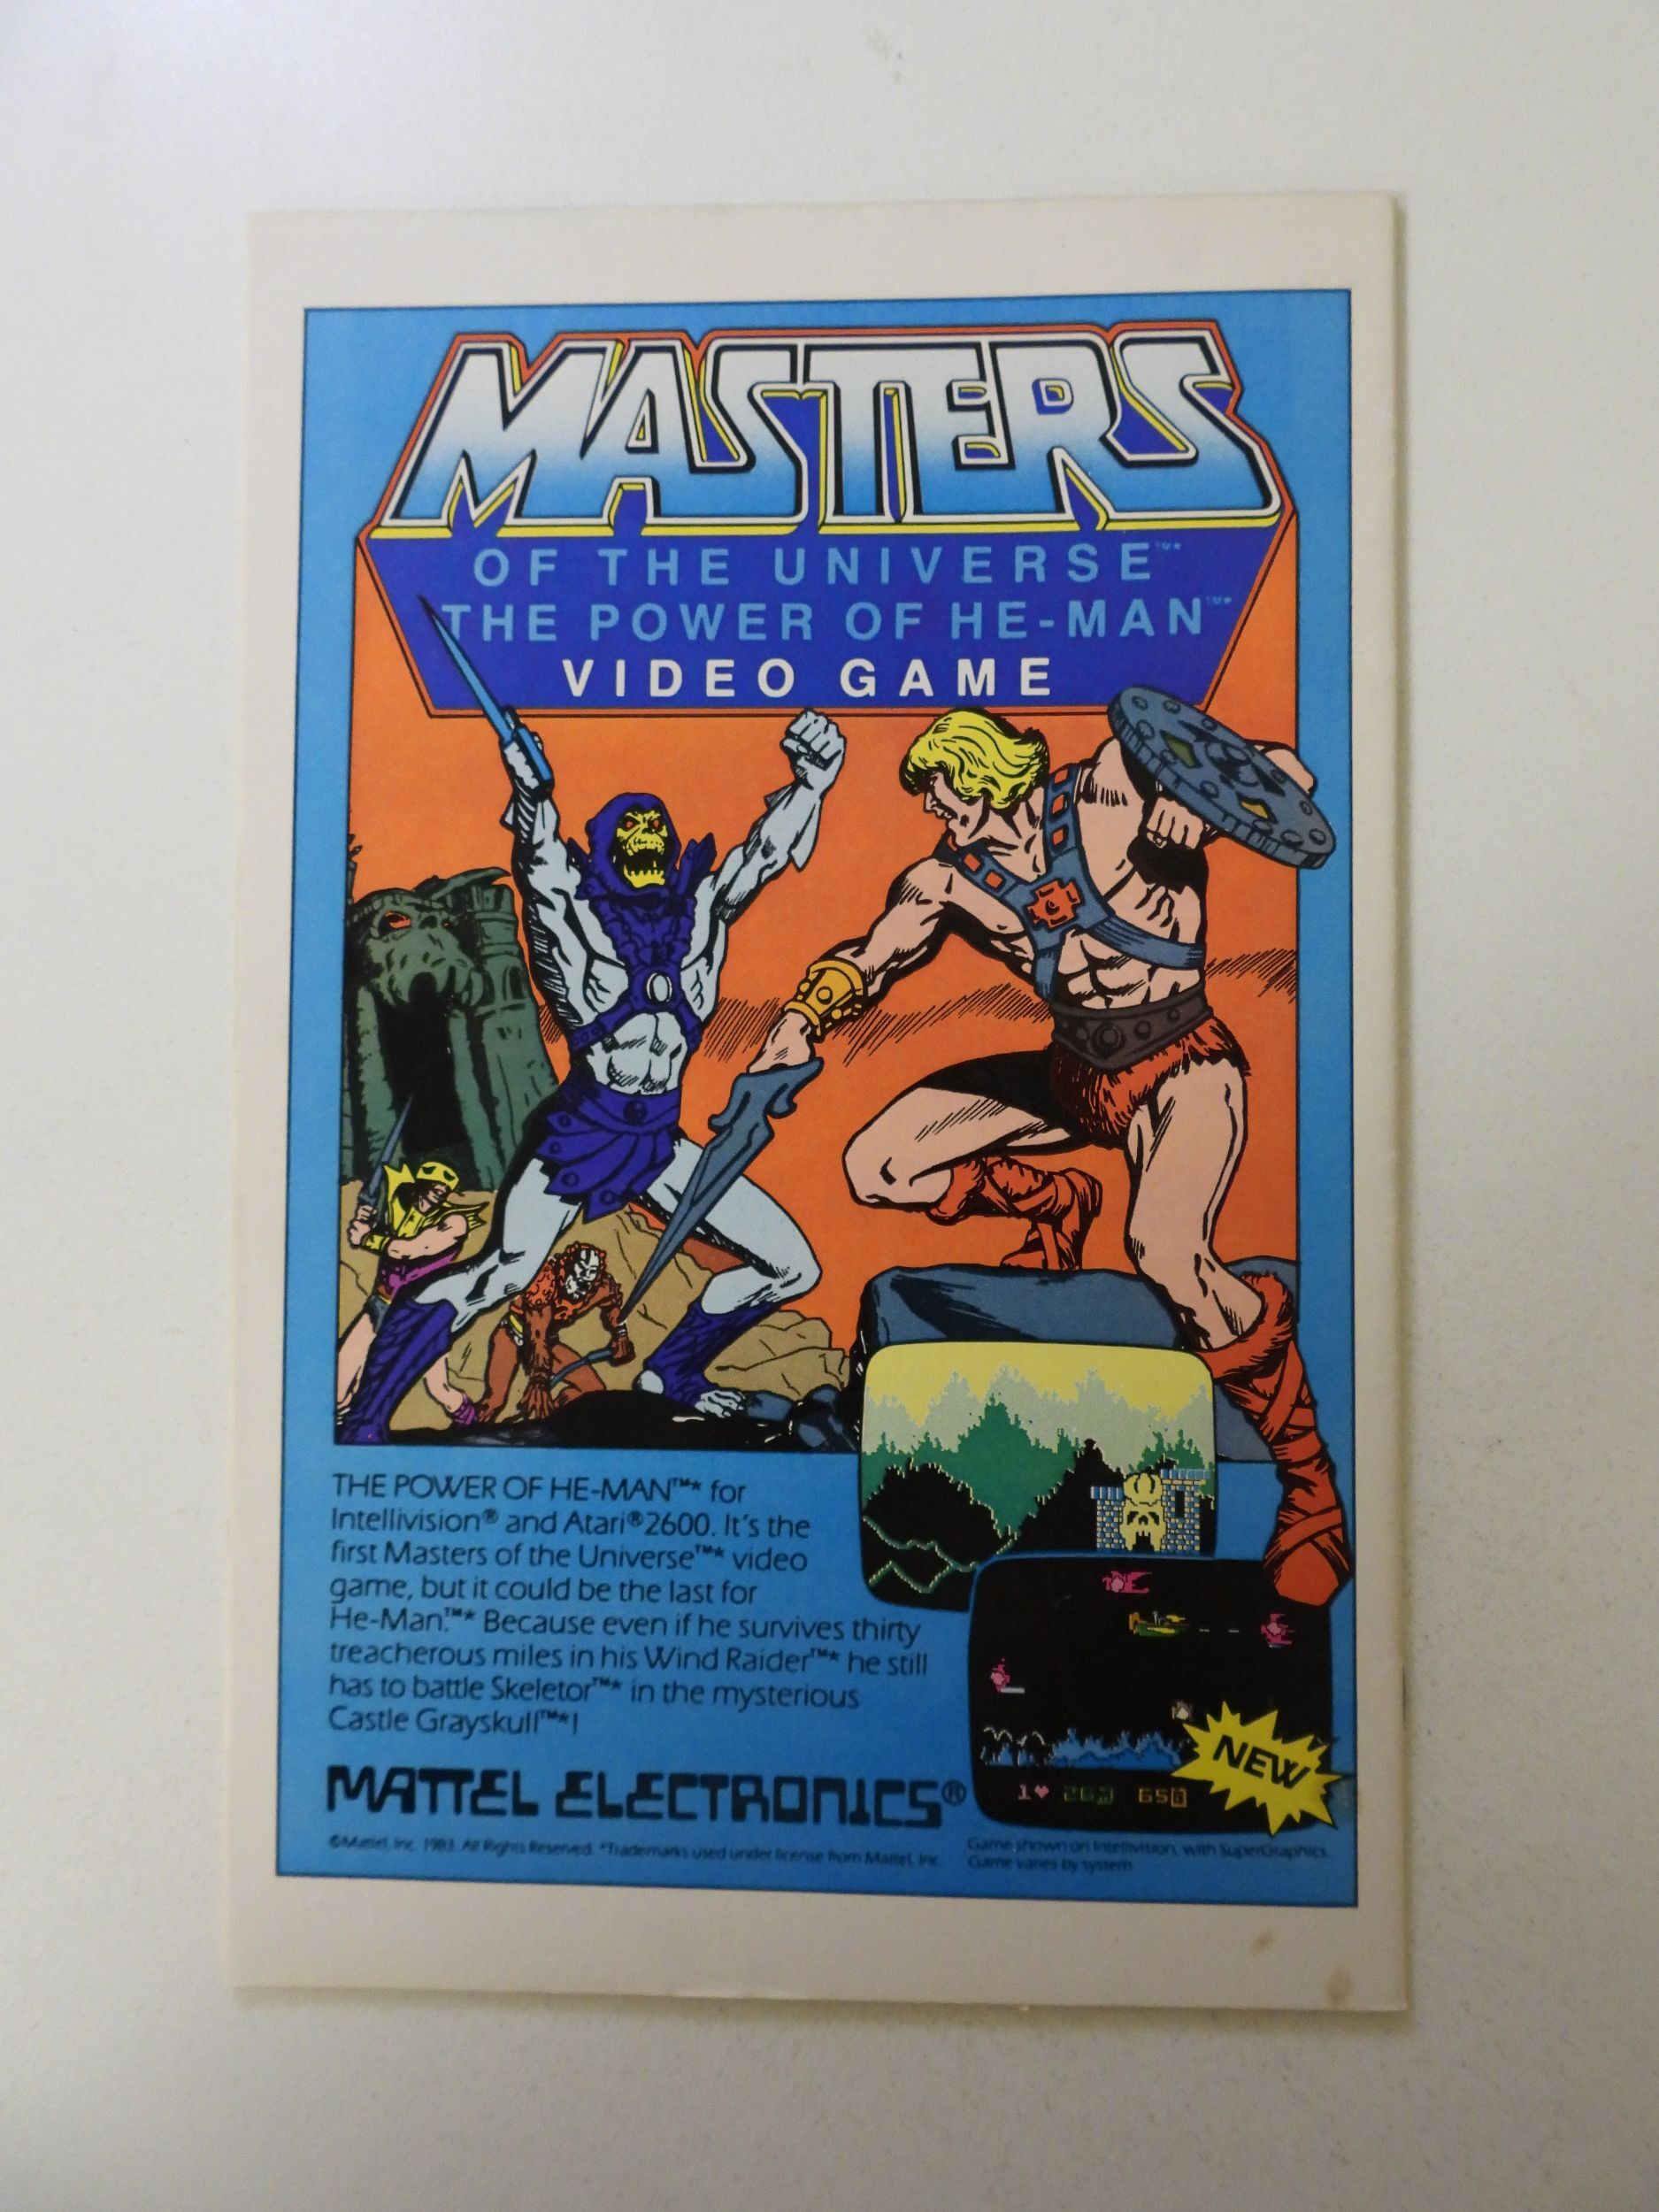 MASTERS
OF THE UNIVERSE™*
THE POWER OF HE-MAN™*
VIDEO GAME
THE POWER OF HE-MAN™* for
Intellivision® and Atari®2600. It's the
first Masters of the Universe™* video
game, but it could be the last for
He-Man.™* Because even if he survives thirty
treacherous miles in his Wind Raider™* he still
has to battle Skeletor™* in the mysterious
Castle Grayskull™*!
NEW
MATTEL ELECTRONICS®
©Mattel, Inc. 1983. All Rights Reserved. *Trademarks used under license from Mattel, Inc.
Game shown on Intellivision, with SuperGraphics.
Game varies by system.